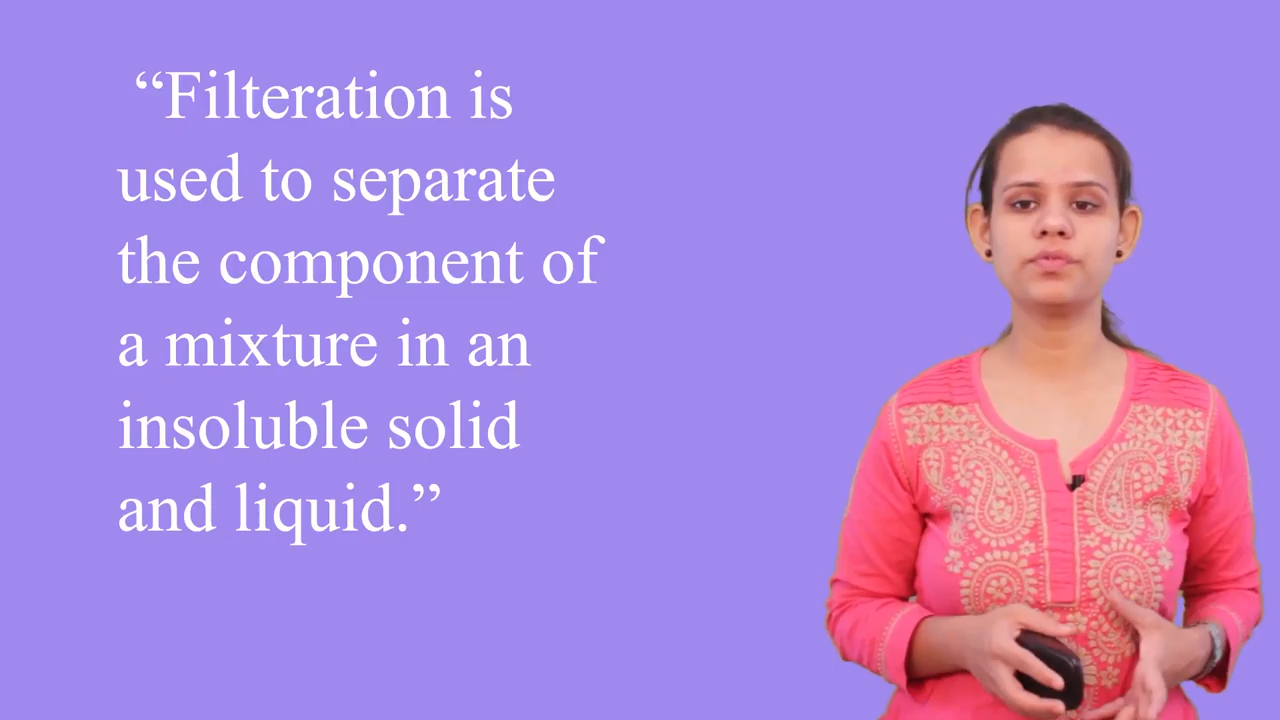 “Filteration is
used to separate
the component of
a mixture in an
insoluble solid
and liquid.”